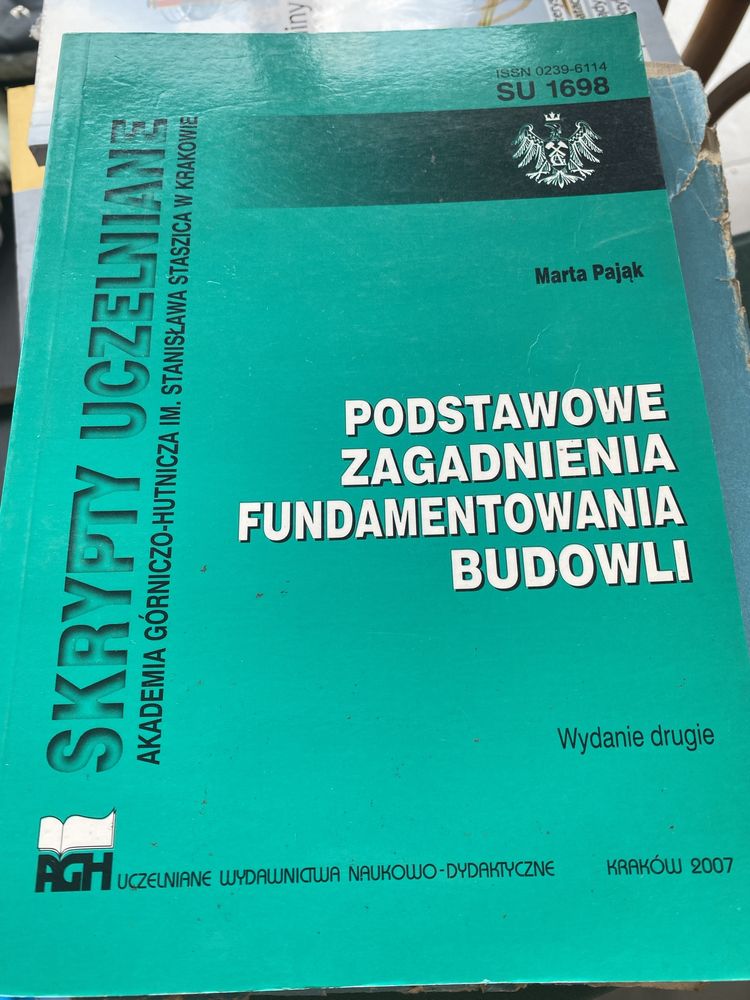 ISSN 0239-6114
SU 1698
SKRYPTY UCZELNIANE
AKADEMIA GÓRNICZO-HUTNICZA IM. STANISŁAWA STASZICA W KRAKOWIE
Marta Pająk
PODSTAWOWE
ZAGADNIENIA
FUNDAMENTOWANIA
BUDOWLI
Wydanie drugie
AGH UCZELNIANE WYDAWNICTWA NAUKOWO-DYDAKTYCZNE KRAKÓW 2007